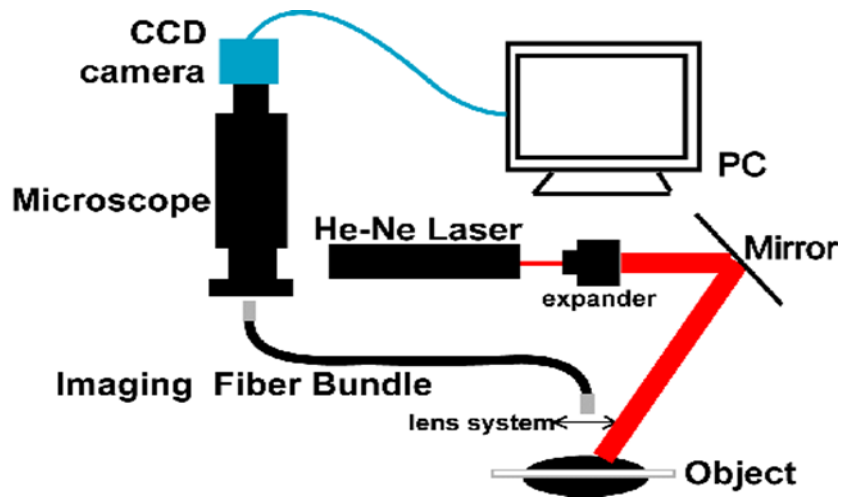 CCD
camera
PC
Microscope
He-Ne Laser
Mirror
expander
Imaging Fiber Bundle
lens system
Object